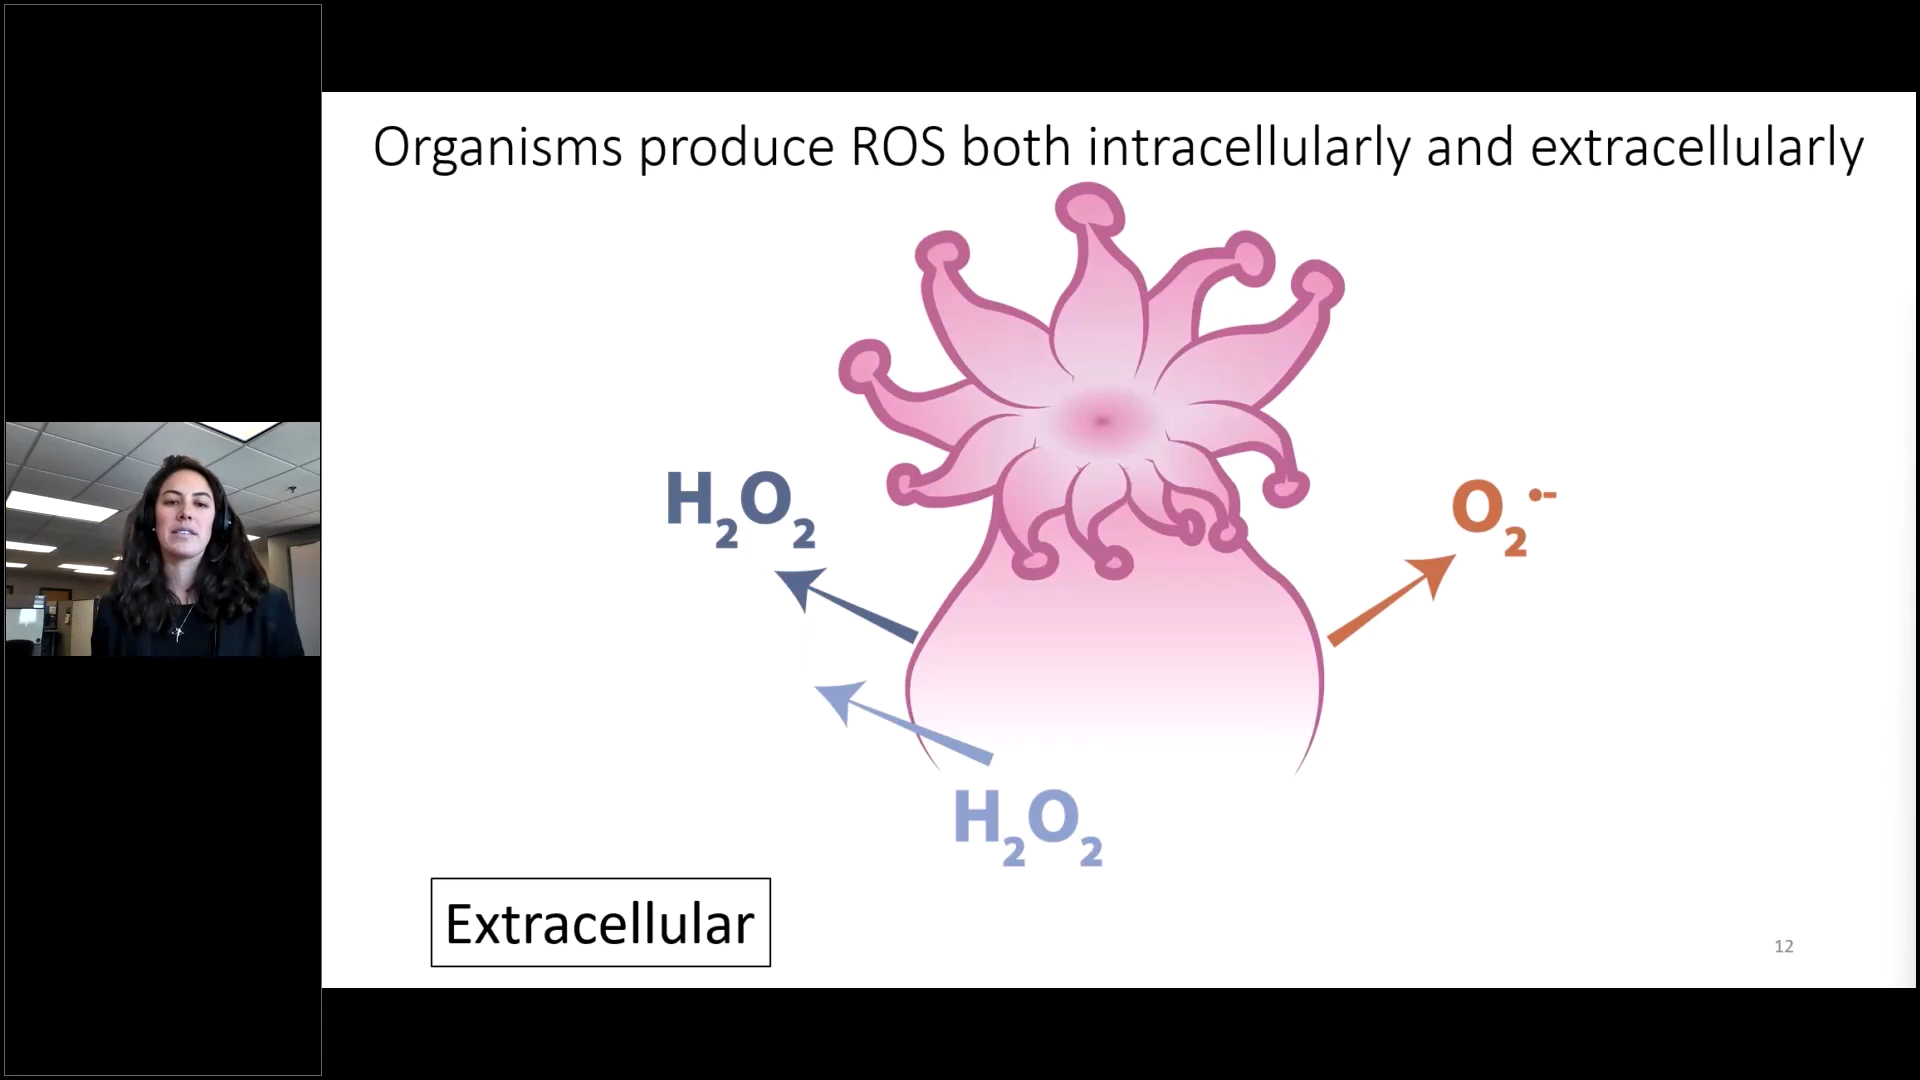 Organisms produce ROS both intracellularly and extracellularly
H₂O₂
O₂•-
H₂O₂
Extracellular
12